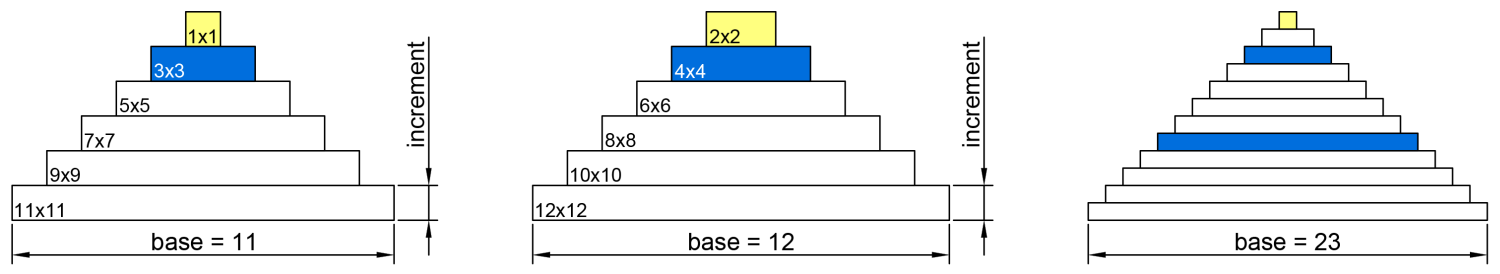 1x1
3x3
5x5
7x7
9x9
11x11
increment
base = 11
2x2
4x4
6x6
8x8
10x10
12x12
increment
base = 12
base = 23